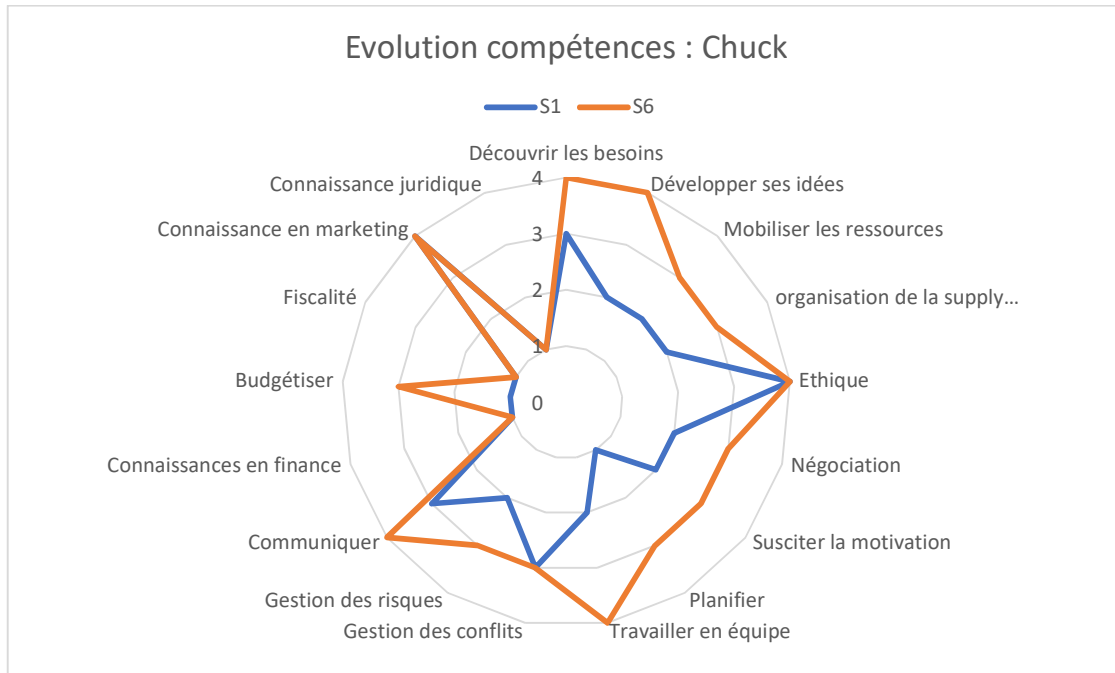 Evolution compétences : Chuck
S1 S6
Découvrir les besoins
Connaissance juridique
Développer ses idées
Connaissance en marketing
Mobiliser les ressources
Fiscalité
organisation de la supply...
Budgétiser
Ethique
Connaissances en finance
Négociation
Communiquer
Susciter la motivation
Gestion des risques
Planifier
Gestion des conflits
Travailler en équipe
4
3
2
1
0